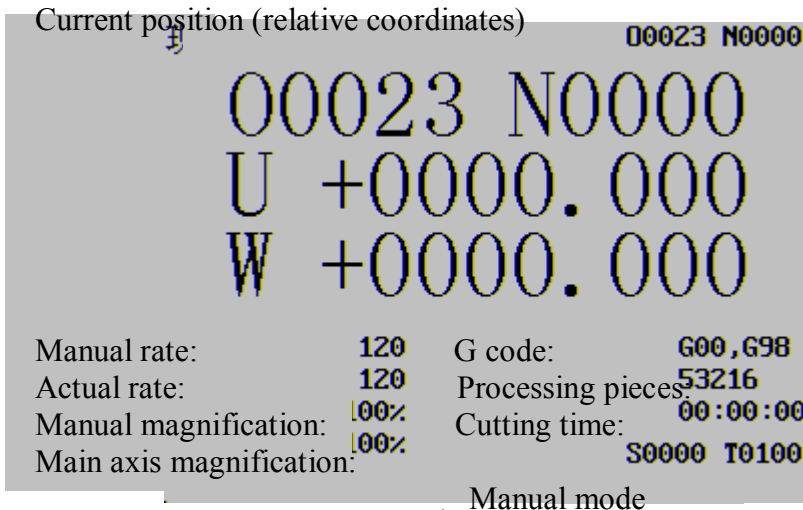 Current position (relative coordinates)
O0023 N0000
O0023 N0000
U +0000.000
W +0000.000
Manual rate: 120 G code: G00,G98
Actual rate: 120 Processing pieces: 53216
Manual magnification: 100% Cutting time: 00:00:00
Main axis magnification: 100%
S0000 T0100
Manual mode